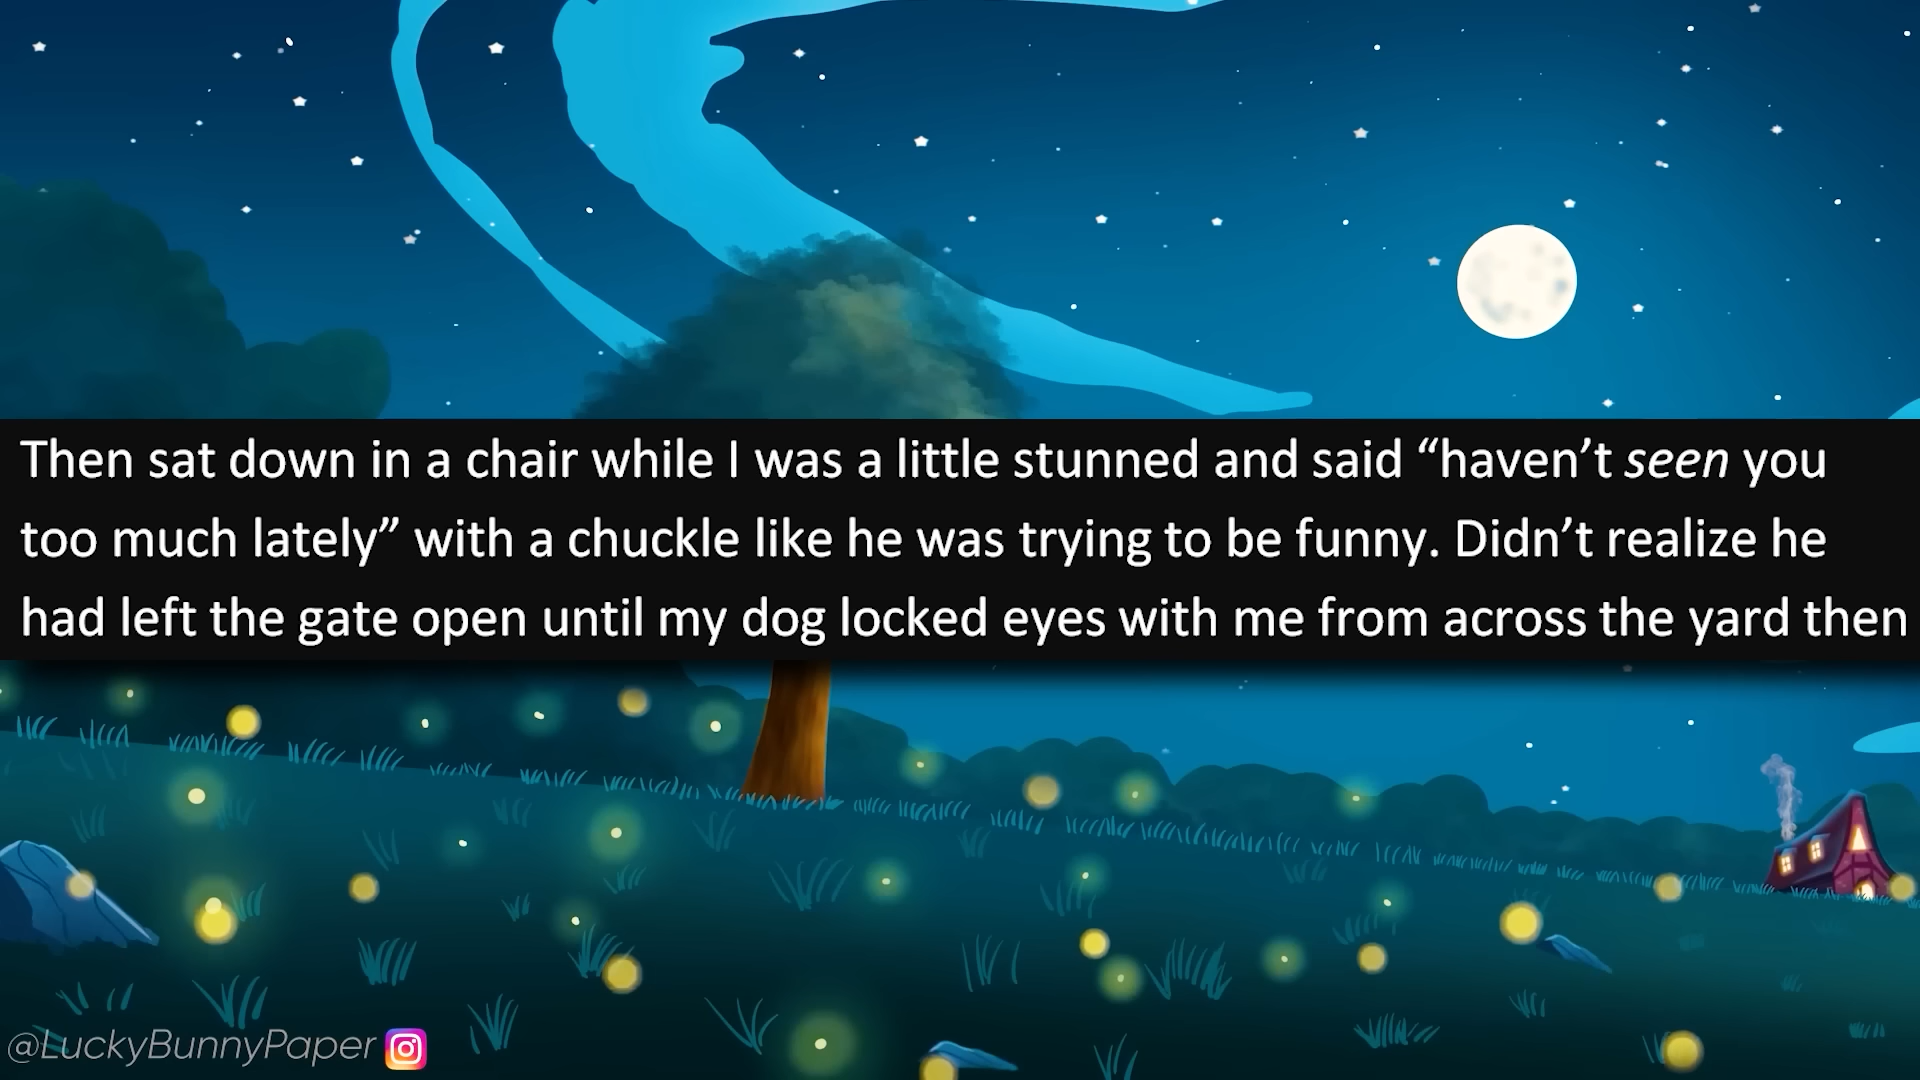 Then sat down in a chair while I was a little stunned and said “haven’t seen you
too much lately” with a chuckle like he was trying to be funny. Didn’t realize he
had left the gate open until my dog locked eyes with me from across the yard then
@LuckyBunnyPaper